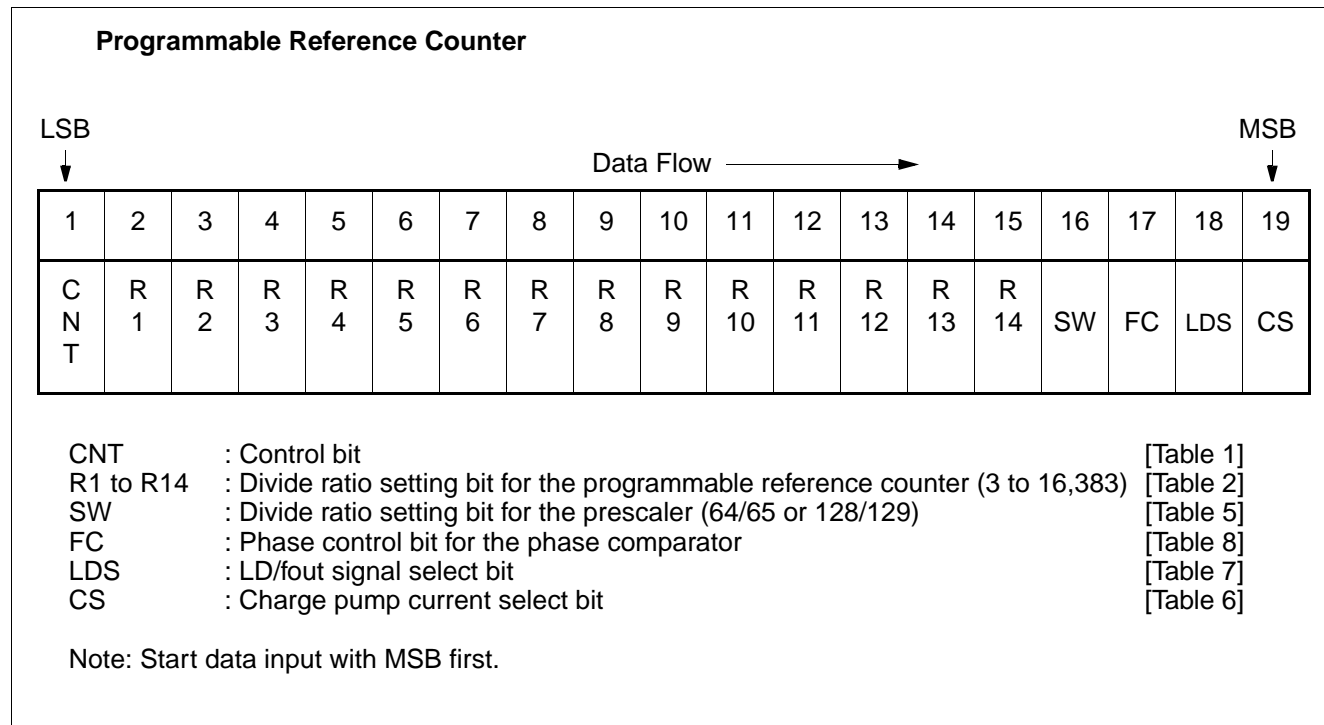 Programmable Reference Counter
LSB MSB
Data Flow
1 2 3 4 5 6 7 8 9 10 11 12 13 14 15 16 17 18 19
C R R R R R R R R R R R R R R
N 1 2 3 4 5 6 7 8 9 10 11 12 13 14 SW FC LDS CS
T
CNT : Control bit [Table 1]
R1 to R14 : Divide ratio setting bit for the programmable reference counter (3 to 16,383) [Table 2]
SW : Divide ratio setting bit for the prescaler (64/65 or 128/129) [Table 5]
FC : Phase control bit for the phase comparator [Table 8]
LDS : LD/fout signal select bit [Table 7]
CS : Charge pump current select bit [Table 6]
Note: Start data input with MSB first.